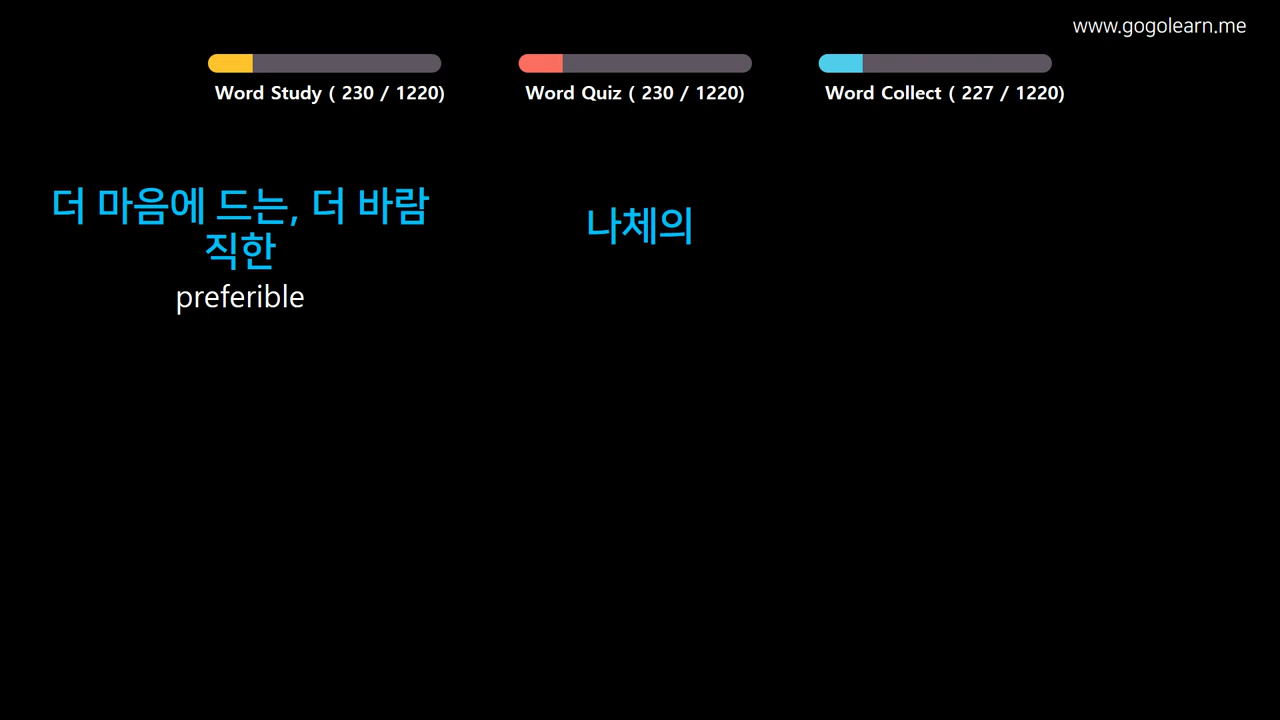 www.gogolearn.me
Word Study ( 230 / 1220)
Word Quiz ( 230 / 1220)
Word Collect ( 227 / 1220)
더 마음에 드는, 더 바람
직한
preferible
나체의